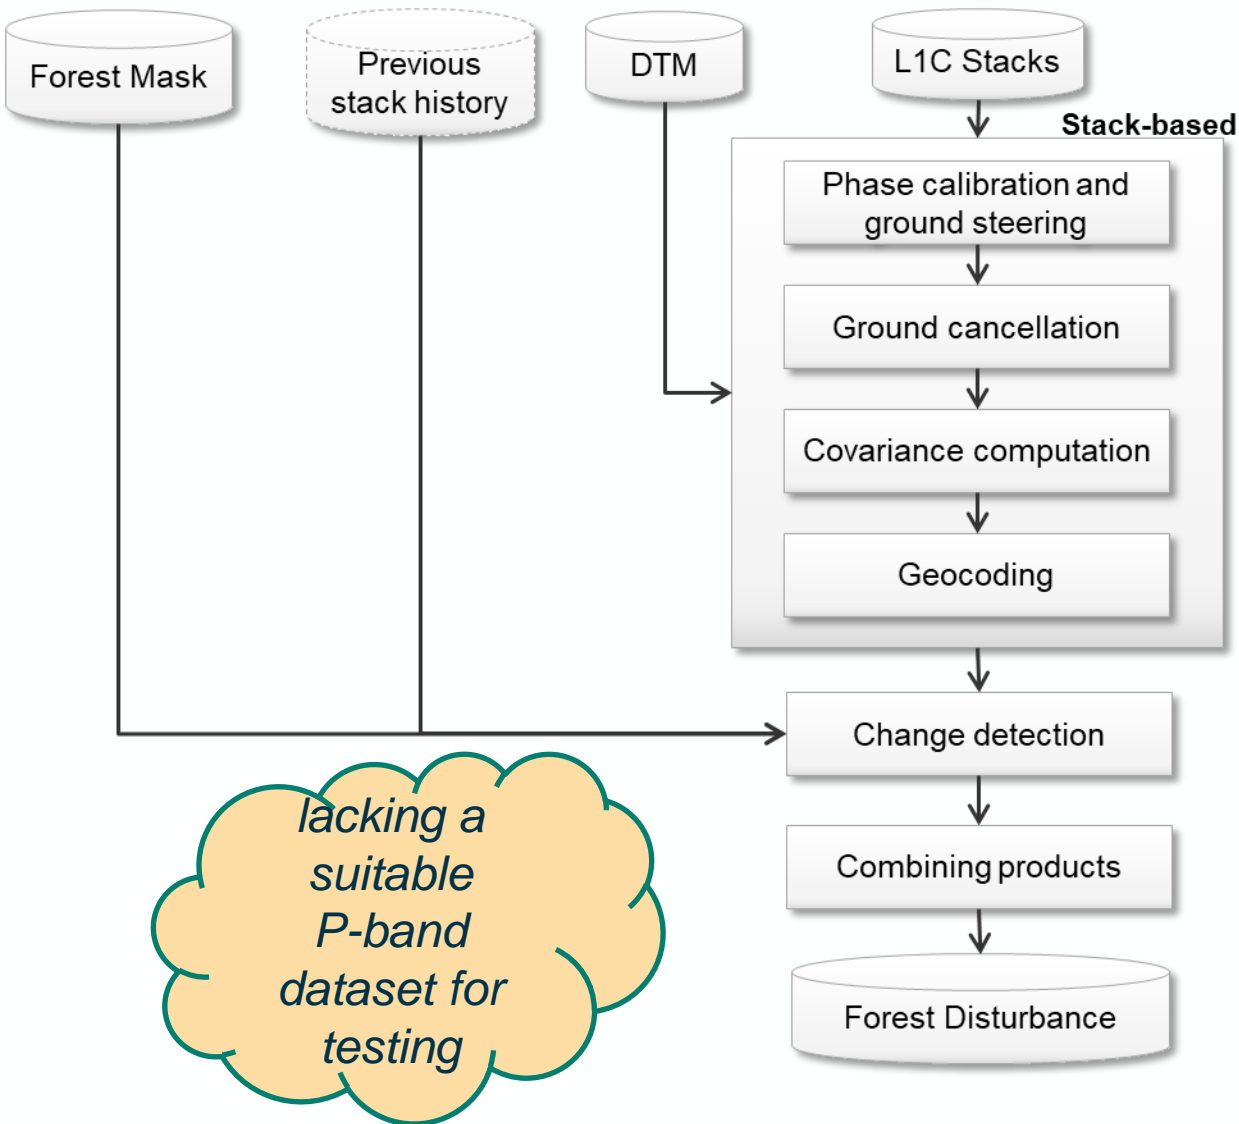 Forest Mask
Previous
stack history
DTM
L1C Stacks
Stack-based
Phase calibration and
ground steering
Ground cancellation
Covariance computation
Geocoding
Change detection
Combining products
Forest Disturbance
lacking a
suitable
P-band
dataset for
testing